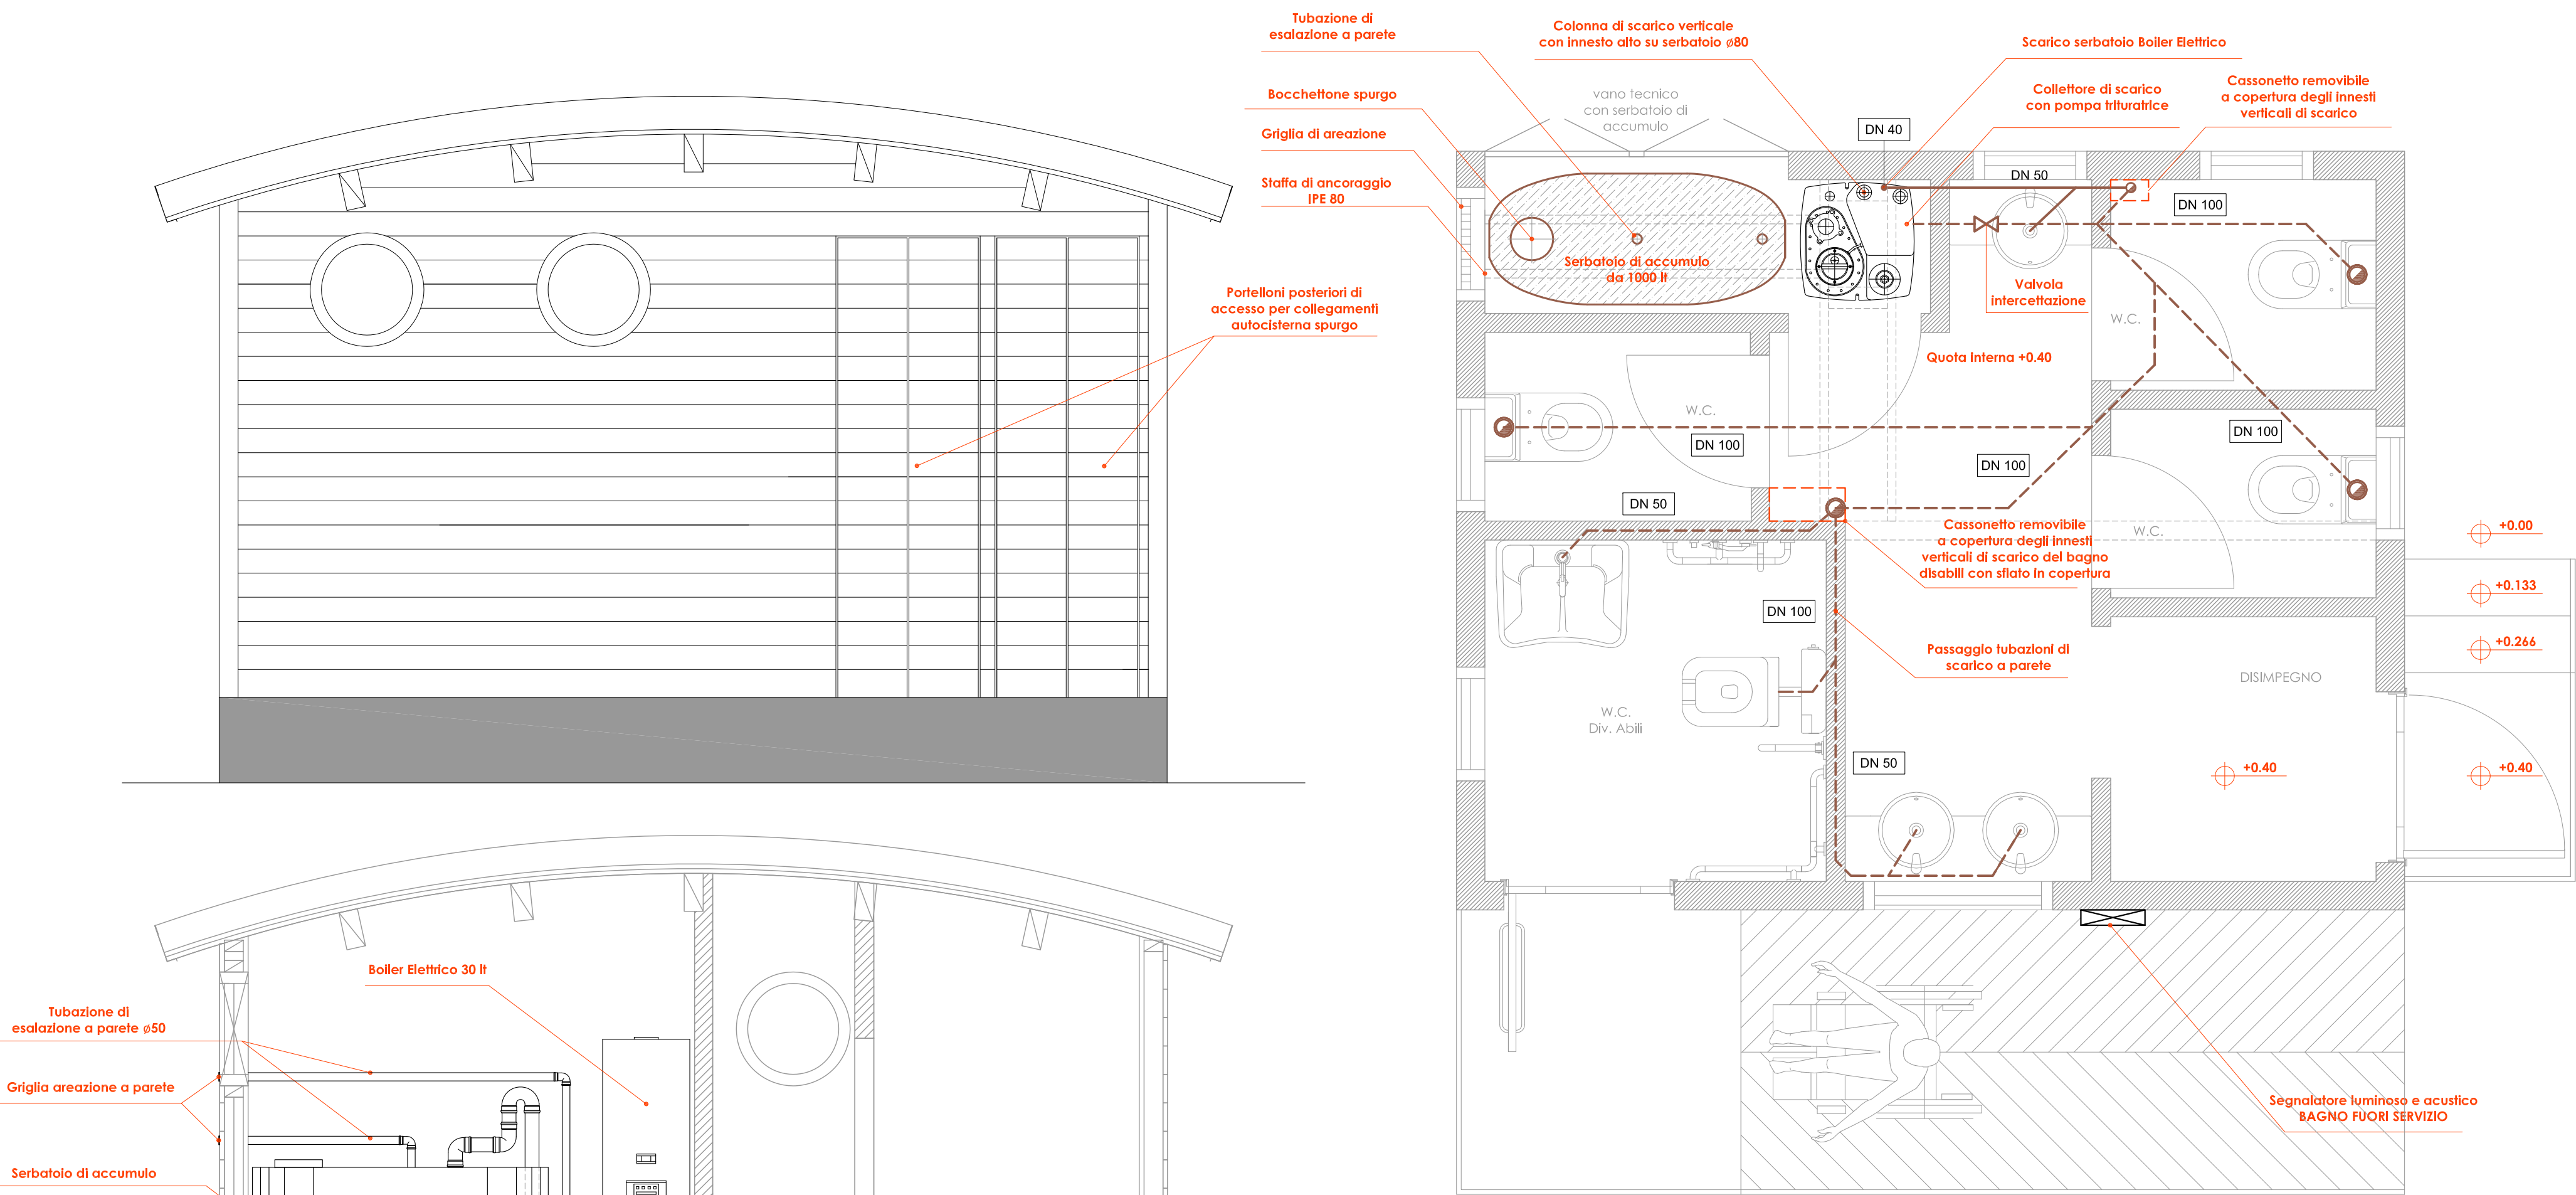 Tubazione di
esalazione a parete
Colonna di scarico verticale
con innesto alto su serbatoio ø80
Scarico serbatoio Boiler Elettrico
Bocchettone spurgo
vano tecnico
con serbatoio di
accumulo
Collettore di scarico
con pompa trituratrice
Cassonetto removibile
a copertura degli innesti
verticali di scarico
Griglia di areazione
DN 40
Staffa di ancoraggio
IPE 80
DN 50
DN 100
Serbatoio di accumulo
da 1000 lt
Portelloni posteriori di
accesso per collegamenti
autocisterna spurgo
Valvola
intercettazione
W.C.
Quota interna +0.40
W.C.
DN 100
DN 100
DN 100
DN 50
Cassonetto removibile
a copertura degli innesti
verticali di scarico del bagno
disabili con sfiato in copertura
W.C.
+0.00
+0.133
DN 100
+0.266
Passaggio tubazioni di
scarico a parete
DISIMPEGNO
W.C.
Div. Abili
DN 50
+0.40
+0.40
Boiler Elettrico 30 lt
Tubazione di
esalazione a parete ø50
Griglia areazione a parete
Serbatoio di accumulo
Segnalatore luminoso e acustico
BAGNO FUORI SERVIZIO